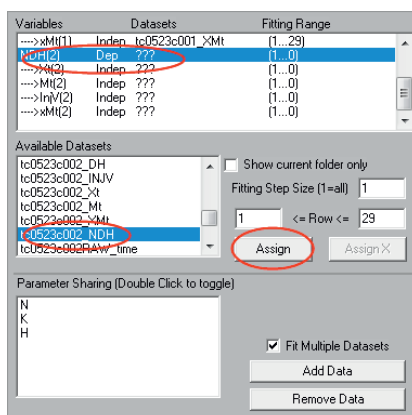 Variables Datasets Fitting Range
---->xMt(1) Indep tc0523c001_XMt (1...29)
NDH(2) Dep ??? (1...0)
---->Xt(2) Indep ??? (1...0)
---->Mt(2) Indep ??? (1...0)
---->InjV(2) Indep ??? (1...0)
---->xMt(2) Indep ??? (1...0)
Available Datasets
tc0523c002_DH
tc0523c002_INJV
tc0523c002_Xt
tc0523c002_Mt
tc0523c002_XMt
tc0523c002_NDH
tc0523c002RAW_time
Show current folder only
Fitting Step Size (1=all) 1
1 <= Row <= 29
Assign Assign X
Parameter Sharing (Double Click to toggle)
N
K
H
Fit Multiple Datasets
Add Data
Remove Data